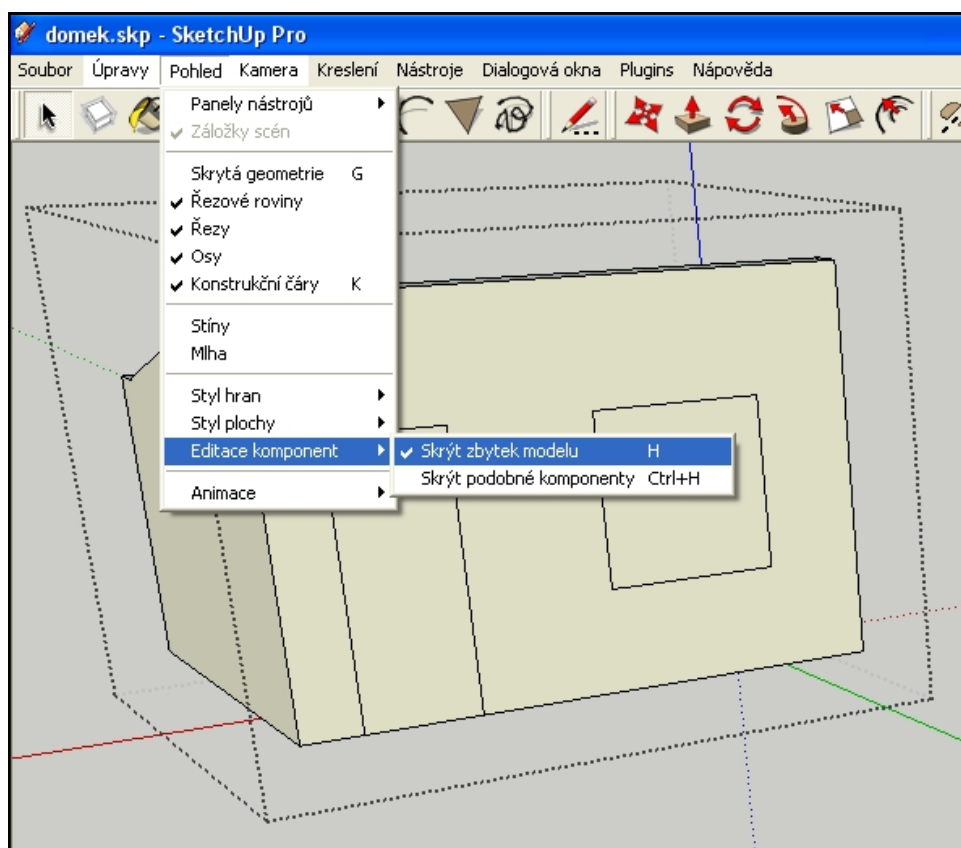 domek.skp - SketchUp Pro
Soubor Úpravy Pohled Kamera Kreslení Nástroje Dialogová okna Plugins Nápověda
Panely nástrojů
Záložky scén
Skrytá geometrie G
Řezové roviny
Řezy
Osy
Konstrukční čáry K
Stíny
Mlha
Styl hran
Styl plochy
Editace komponent
Skrýt zbytek modelu H
Skrýt podobné komponenty Ctrl+H
Animace